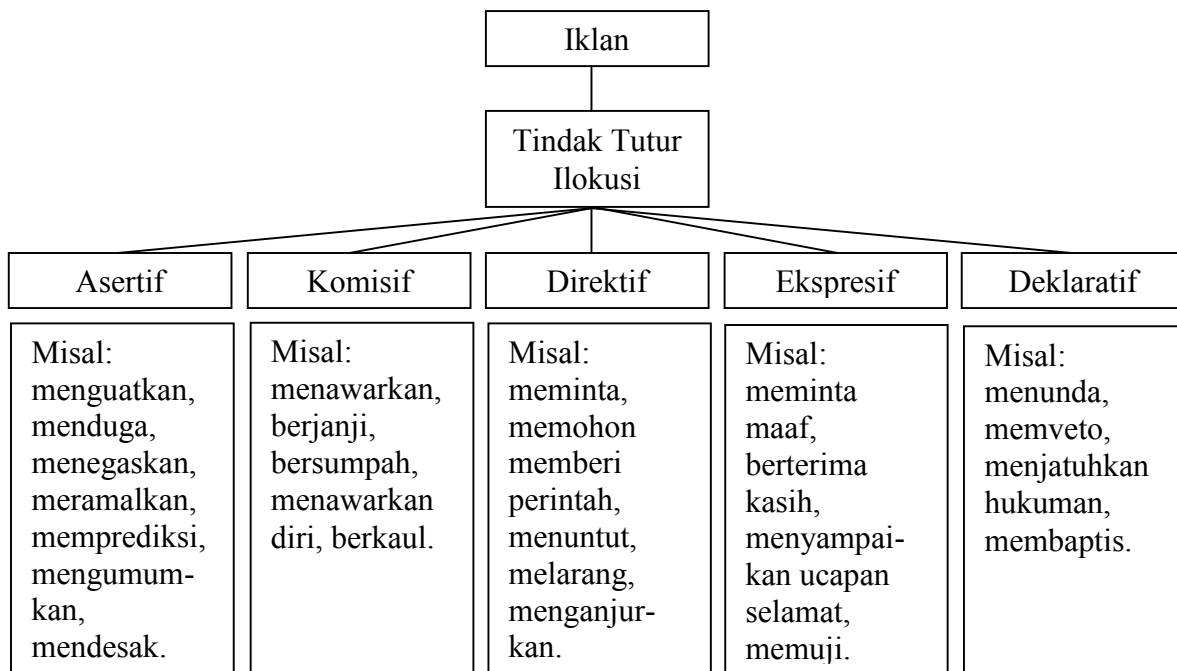 Iklan
Tindak Tutur
Ilokusi
Asertif
Komisif
Direktif
Ekspresif
Deklaratif
Misal:
menguatkan,
menduga,
menegaskan,
meramalkan,
memprediksi,
mengumum-
kan,
mendesak.
Misal:
menawarkan,
berjanji,
bersumpah,
menawarkan
diri, berkaul.
Misal:
meminta,
memohon
memberi
perintah,
menuntut,
melarang,
menganjur-
kan.
Misal:
meminta
maaf,
berterima
kasih,
menyampai-
kan ucapan
selamat,
memuji.
Misal:
menunda,
memveto,
menjatuhkan
hukuman,
membaptis.